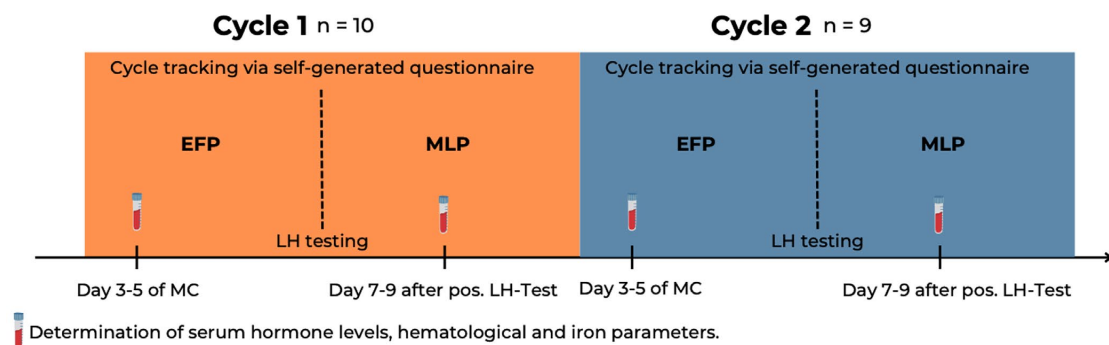 Cycle 1 n = 10
Cycle 2 n = 9
Cycle tracking via self-generated questionnaire
Cycle tracking via self-generated questionnaire
EFP
MLP
EFP
MLP
LH testing
LH testing
Day 3-5 of MC
Day 7-9 after pos. LH-Test
Day 3-5 of MC
Day 7-9 after pos. LH-Test
Determination of serum hormone levels, hematological and iron parameters.